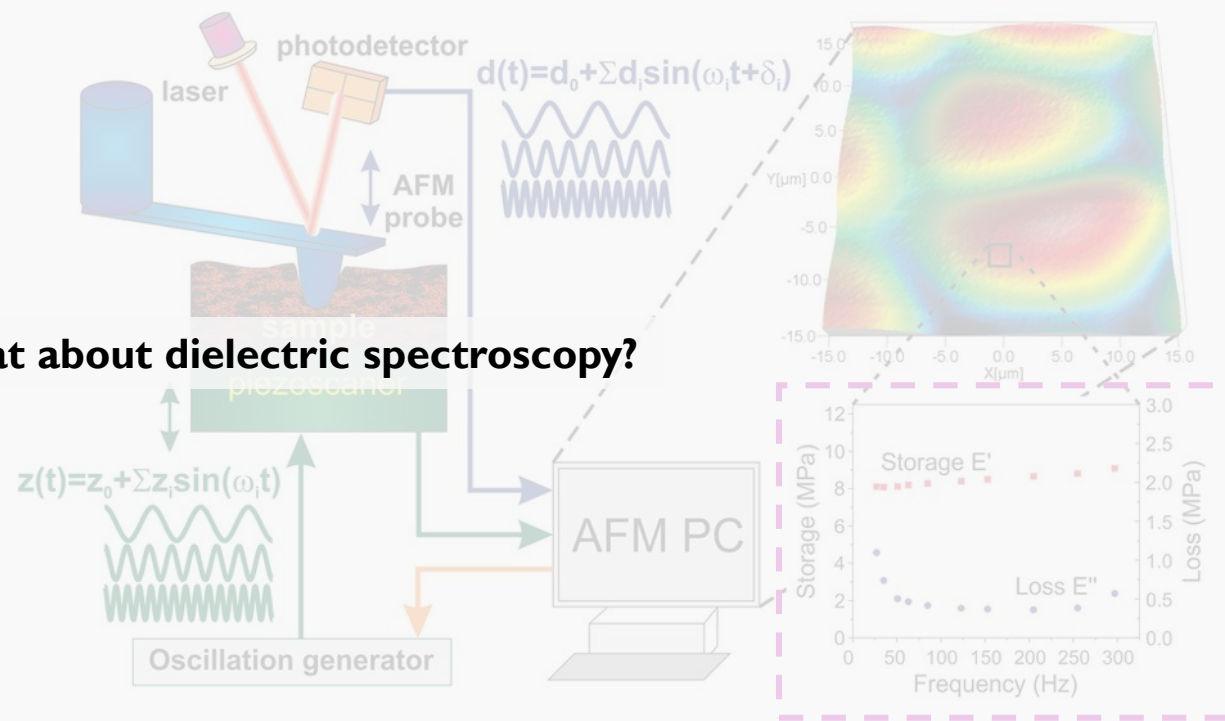 photodetector
laser
d(t)=d₀+Σdᵢsin(ωᵢt+δᵢ)
AFM
probe
sample
about dielectric spectroscopy?
piezoscaner
z(t)=z₀+Σzᵢsin(ωᵢt)
Oscillation generator
AFM PC
15.0
10.0
5.0
Y[µm] 0.0
-5.0
-10.0
-15.0
-15.0 -10.0 -5.0 0.0 5.0 10.0 15.0
X[µm]
12
10
8
6
4
2
0
Storage (MPa)
Storage E'
Loss E"
3.0
2.5
2.0
1.5
1.0
0.5
0.0
Loss (MPa)
0 50 100 150 200 250 300
Frequency (Hz)